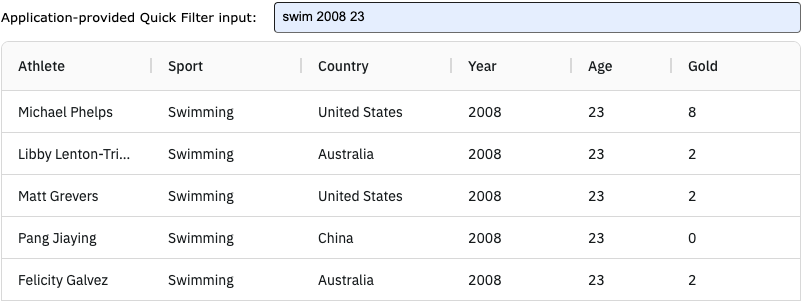 Application-provided Quick Filter input: swim 2008 23
Athlete Sport Country Year Age Gold
Michael Phelps Swimming United States 2008 23 8
Libby Lenton-Tri... Swimming Australia 2008 23 2
Matt Grevers Swimming United States 2008 23 2
Pang Jiaying Swimming China 2008 23 0
Felicity Galvez Swimming Australia 2008 23 2